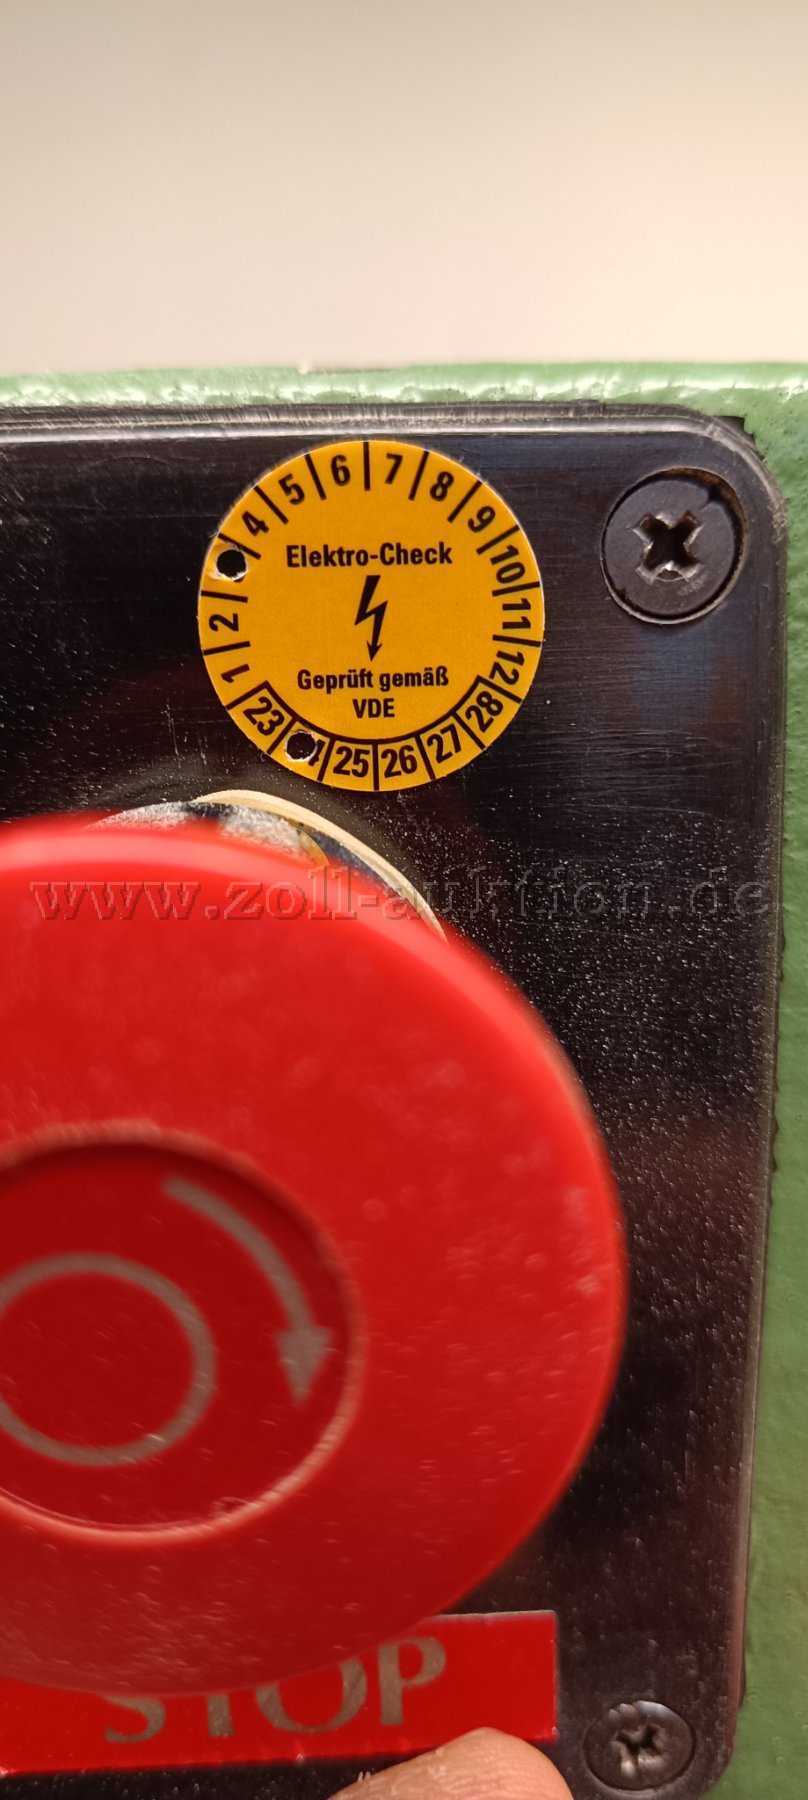 1 2 4 5 6 7 8 9 10 11 12
Elektro-Check
Geprüft gemäß
VDE
23 25 26 27 28
www.zoll-auktion.de
STOP